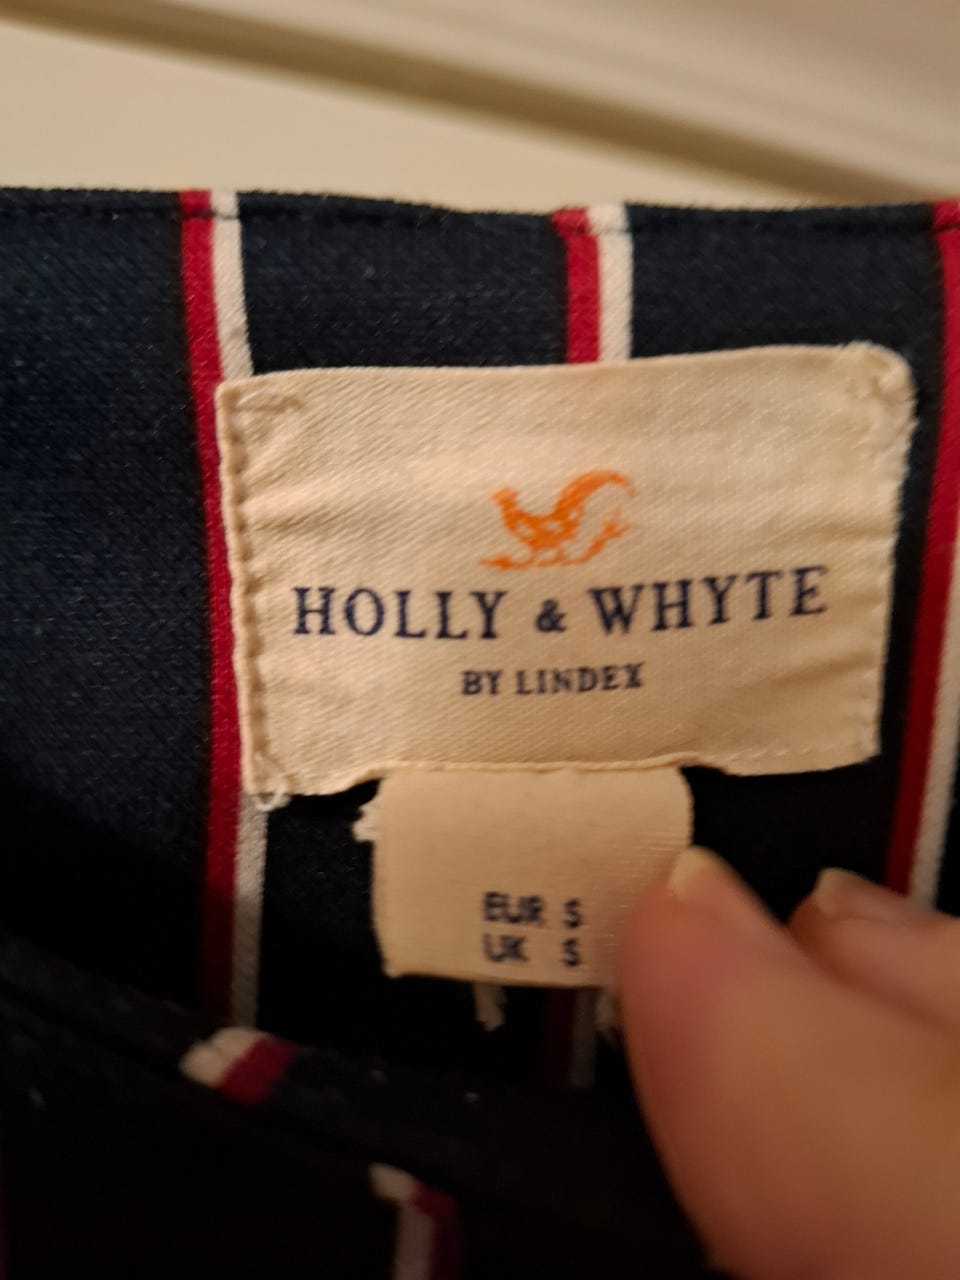 HOLLY & WHYTE
BY LINDEX
EUR S
UK S